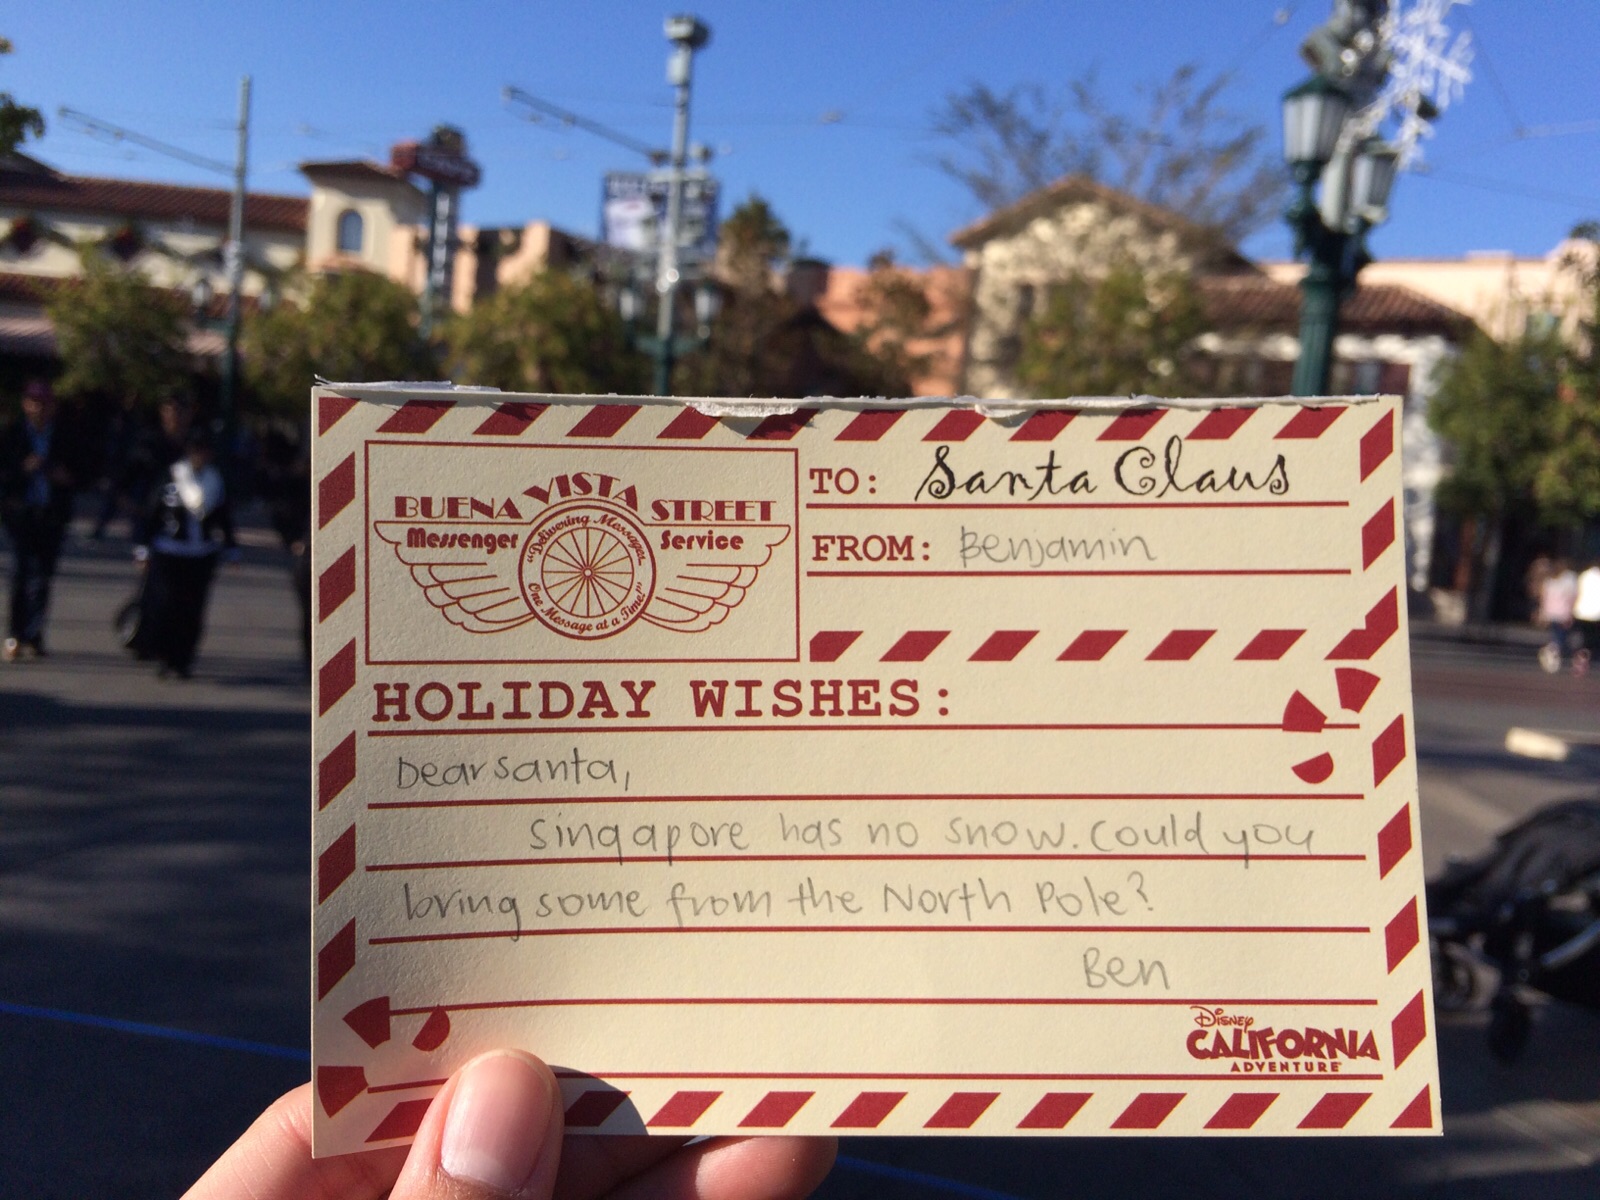 BUENA VISTA STREET
Messenger Service
"Delivering Messages
One Message at a Time!"
TO: Santa Claus
FROM: Benjamin
HOLIDAY WISHES:
Dear santa,
Singapore has no snow. Could you
bring some from the North Pole?
Ben
Disney
CALIFORNIA
ADVENTURE